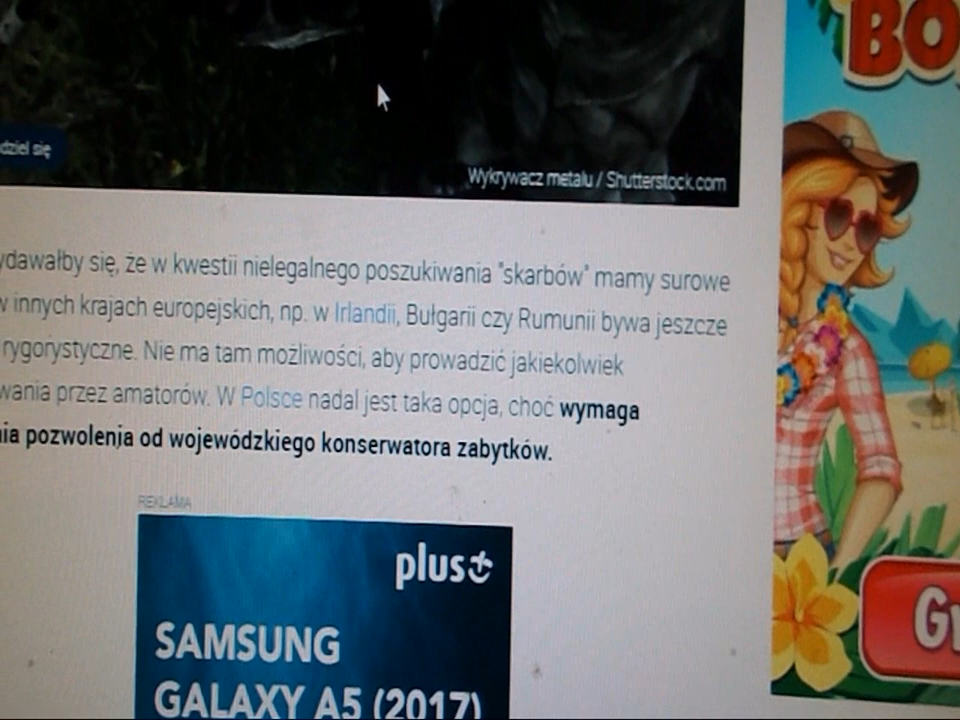 dziel się
Wykrywacz metalu / Shutterstock.com
ydawałby się, że w kwestii nielegalnego poszukiwania "skarbów" mamy surowe
w innych krajach europejskich, np. w Irlandii, Bułgarii czy Rumunii bywa jeszcze
rygorystyczne. Nie ma tam możliwości, aby prowadzić jakiekolwiek
wania przez amatorów. W Polsce nadal jest taka opcja, choć wymaga
nia pozwolenia od wojewódzkiego konserwatora zabytków.
REKLAMA
plus
SAMSUNG
GALAXY A5 (2017)
BO
Gr